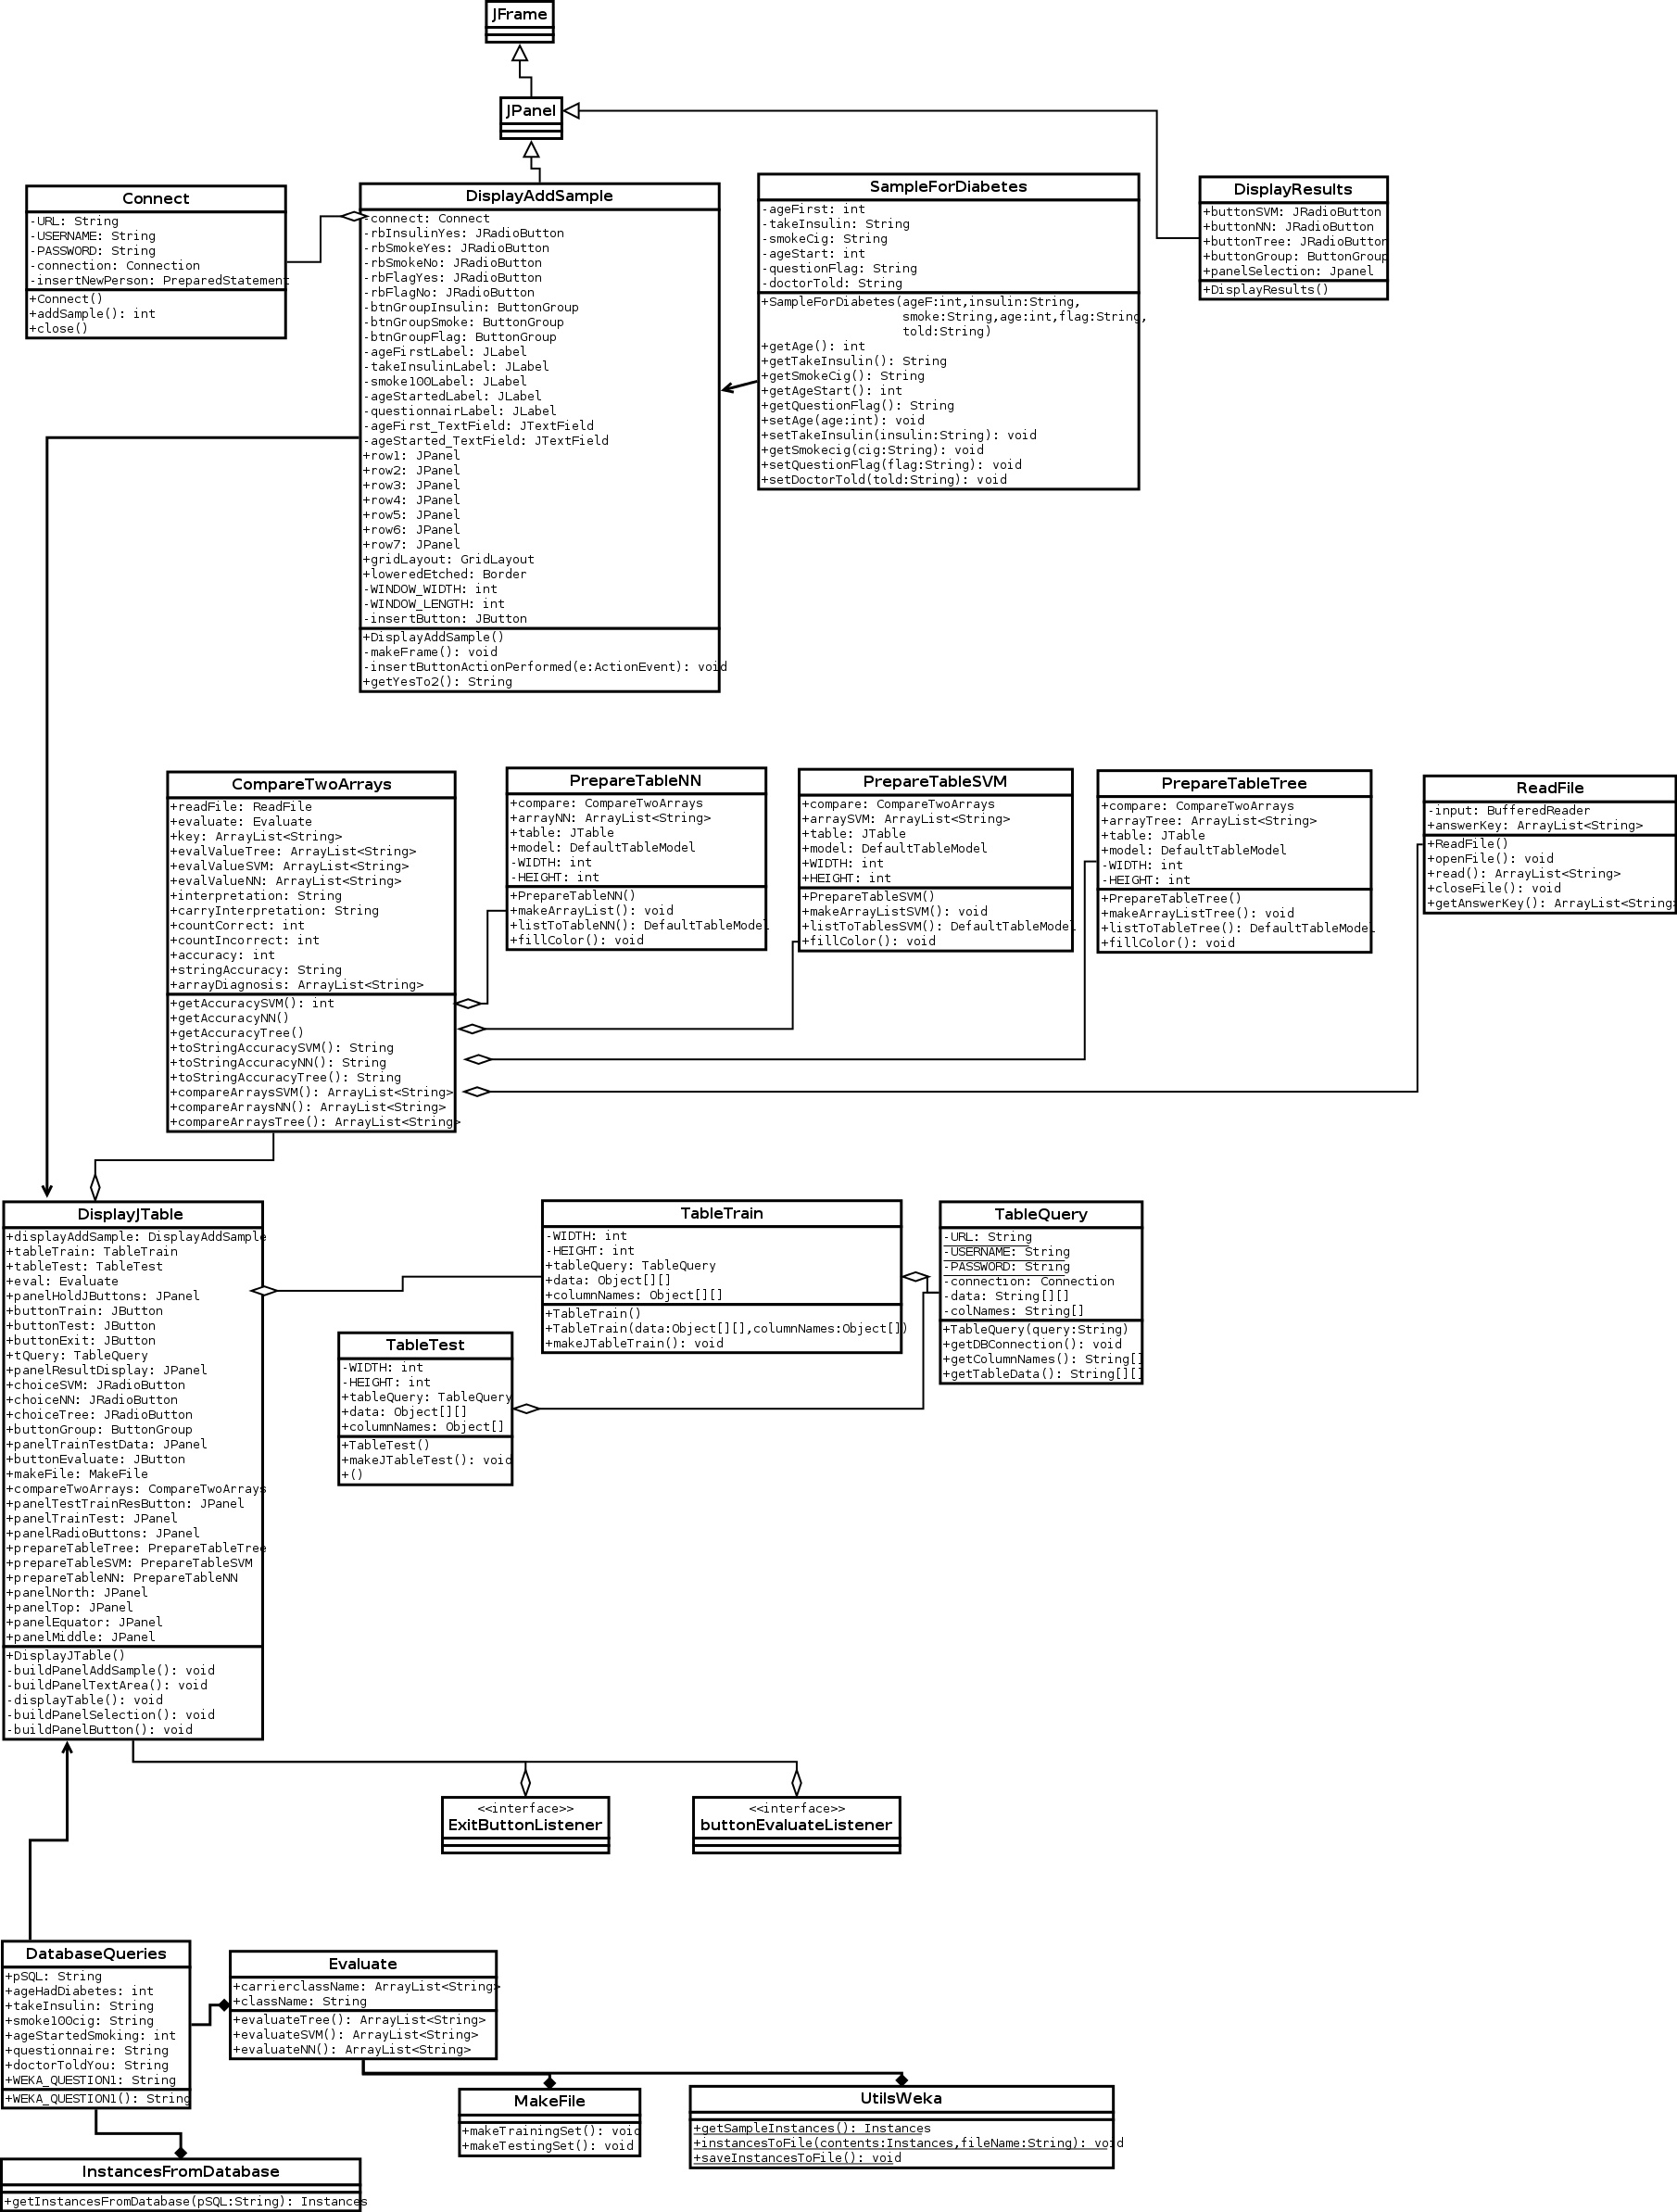 JFrame
JPanel
Connect
-URL: String
-USERNAME: String
-PASSWORD: String
-connection: Connection
-insertNewPerson: PreparedStatement
+Connect()
+addSample(): int
+close()
DisplayAddSample
-connect: Connect
-rbInsulinYes: JRadioButton
-rbSmokeYes: JRadioButton
-rbSmokeNo: JRadioButton
-rbFlagYes: JRadioButton
-rbFlagNo: JRadioButton
-btnGroupInsulin: ButtonGroup
-btnGroupSmoke: ButtonGroup
-btnGroupFlag: ButtonGroup
-ageFirstLabel: JLabel
-takeInsulinLabel: JLabel
-smoke100Label: JLabel
-ageStartedLabel: JLabel
-questionnairLabel: JLabel
-ageFirst_TextField: JTextField
-ageStarted_TextField: JTextField
+row1: JPanel
+row2: JPanel
+row3: JPanel
+row4: JPanel
+row5: JPanel
+row6: JPanel
+row7: JPanel
+gridLayout: GridLayout
+loweredEtched: Border
-WINDOW_WIDTH: int
-WINDOW_LENGTH: int
-insertButton: JButton
+DisplayAddSample()
-makeFrame(): void
-insertButtonActionPerformed(e:ActionEvent): void
+getYesTo2(): String
SampleForDiabetes
-ageFirst: int
-takeInsulin: String
-smokeCig: String
-ageStart: int
-questionFlag: String
-doctorTold: String
+SampleForDiabetes(ageF:int,insulin:String,
smoke:String,age:int,flag:String,
told:String)
+getAge(): int
+getTakeInsulin(): String
+getSmokeCig(): String
+getAgeStart(): int
+getQuestionFlag(): String
+setAge(age:int): void
+setTakeInsulin(insulin:String): void
+getSmokecig(cig:String): void
+setQuestionFlag(flag:String): void
+setDoctorTold(told:String): void
DisplayResults
+buttonSVM: JRadioButton
+buttonNN: JRadioButton
+buttonTree: JRadioButton
+buttonGroup: ButtonGroup
+panelSelection: Jpanel
+DisplayResults()
CompareTwoArrays
+readFile: ReadFile
+evaluate: Evaluate
+key: ArrayList<String>
+evalValueTree: ArrayList<String>
+evalValueSVM: ArrayList<String>
+evalValueNN: ArrayList<String>
+interpretation: String
+carryInterpretation: String
+countCorrect: int
+countIncorrect: int
+accuracy: int
+stringAccuracy: String
+arrayDiagnosis: ArrayList<String>
+getAccuracySVM(): int
+getAccuracyNN()
+getAccuracyTree()
+toStringAccuracySVM(): String
+toStringAccuracyNN(): String
+toStringAccuracyTree(): String
+compareArraysSVM(): ArrayList<String>
+compareArraysNN(): ArrayList<String>
+compareArraysTree(): ArrayList<String>
PrepareTableNN
+compare: CompareTwoArrays
+arrayNN: ArrayList<String>
+table: JTable
+model: DefaultTableModel
-WIDTH: int
-HEIGHT: int
+PrepareTableNN()
+makeArrayList(): void
+listToTableNN(): DefaultTableModel
+fillColor(): void
PrepareTableSVM
+compare: CompareTwoArrays
+arraySVM: ArrayList<String>
+table: JTable
+model: DefaultTableModel
+WIDTH: int
+HEIGHT: int
+PrepareTableSVM()
+makeArrayListSVM(): void
+listToTablesSVM(): DefaultTableModel
+fillColor(): void
PrepareTableTree
+compare: CompareTwoArrays
+arrayTree: ArrayList<String>
+table: JTable
+model: DefaultTableModel
-WIDTH: int
-HEIGHT: int
+PrepareTableTree()
+makeArrayListTree(): void
+listToTableTree(): DefaultTableModel
+fillColor(): void
ReadFile
-input: BufferedReader
+answerKey: ArrayList<String>
+ReadFile()
+openFile(): void
+read(): ArrayList<String>
+closeFile(): void
+getAnswerKey(): ArrayList<String>
DisplayJTable
+displayAddSample: DisplayAddSample
+tableTrain: TableTrain
+tableTest: TableTest
+eval: Evaluate
+panelHoldJButtons: JPanel
+buttonTrain: JButton
+buttonTest: JButton
+buttonExit: JButton
+tQuery: TableQuery
+panelResultDisplay: JPanel
+choiceSVM: JRadioButton
+choiceNN: JRadioButton
+choiceTree: JRadioButton
+buttonGroup: ButtonGroup
+panelTrainTestData: JPanel
+buttonEvaluate: JButton
+makeFile: MakeFile
+compareTwoArrays: CompareTwoArrays
+panelTestTrainResButton: JPanel
+panelTrainTest: JPanel
+panelRadioButtons: JPanel
+prepareTableTree: PrepareTableTree
+prepareTableSVM: PrepareTableSVM
+prepareTableNN: PrepareTableNN
+panelNorth: JPanel
+panelTop: JPanel
+panelEquator: JPanel
+panelMiddle: JPanel
+DisplayJTable()
-buildPanelAddSample(): void
-buildPanelTextArea(): void
-displayTable(): void
-buildPanelSelection(): void
-buildPanelButton(): void
TableTrain
-WIDTH: int
-HEIGHT: int
+tableQuery: TableQuery
+data: Object[][]
+columnNames: Object[][]
+TableTrain()
+TableTrain(data:Object[][],columnNames:Object[])
+makeJTableTrain(): void
TableQuery
-URL: String
-USERNAME: String
-PASSWORD: String
-connection: Connection
-data: String[][]
-colNames: String[]
+TableQuery(query:String)
+getDBConnection(): void
+getColumnNames(): String[]
+getTableData(): String[][]
TableTest
-WIDTH: int
-HEIGHT: int
+tableQuery: TableQuery
+data: Object[][]
+columnNames: Object[]
+TableTest()
+makeJTableTest(): void
+()
<<interface>>
ExitButtonListener
<<interface>>
buttonEvaluateListener
DatabaseQueries
+pSQL: String
+ageHadDiabetes: int
+takeInsulin: String
+smoke100cig: String
+ageStartedSmoking: int
+questionnaire: String
+doctorToldYou: String
+WEKA_QUESTION1: String
+WEKA_QUESTION1(): String
Evaluate
+carrierclassName: ArrayList<String>
+className: String
+evaluateTree(): ArrayList<String>
+evaluateSVM(): ArrayList<String>
+evaluateNN(): ArrayList<String>
MakeFile
+makeTrainingSet(): void
+makeTestingSet(): void
UtilsWeka
+getSampleInstances(): Instances
+instancesToFile(contents:Instances,fileName:String): void
+saveInstancesToFile(): void
InstancesFromDatabase
+getInstancesFromDatabase(pSQL:String): Instances